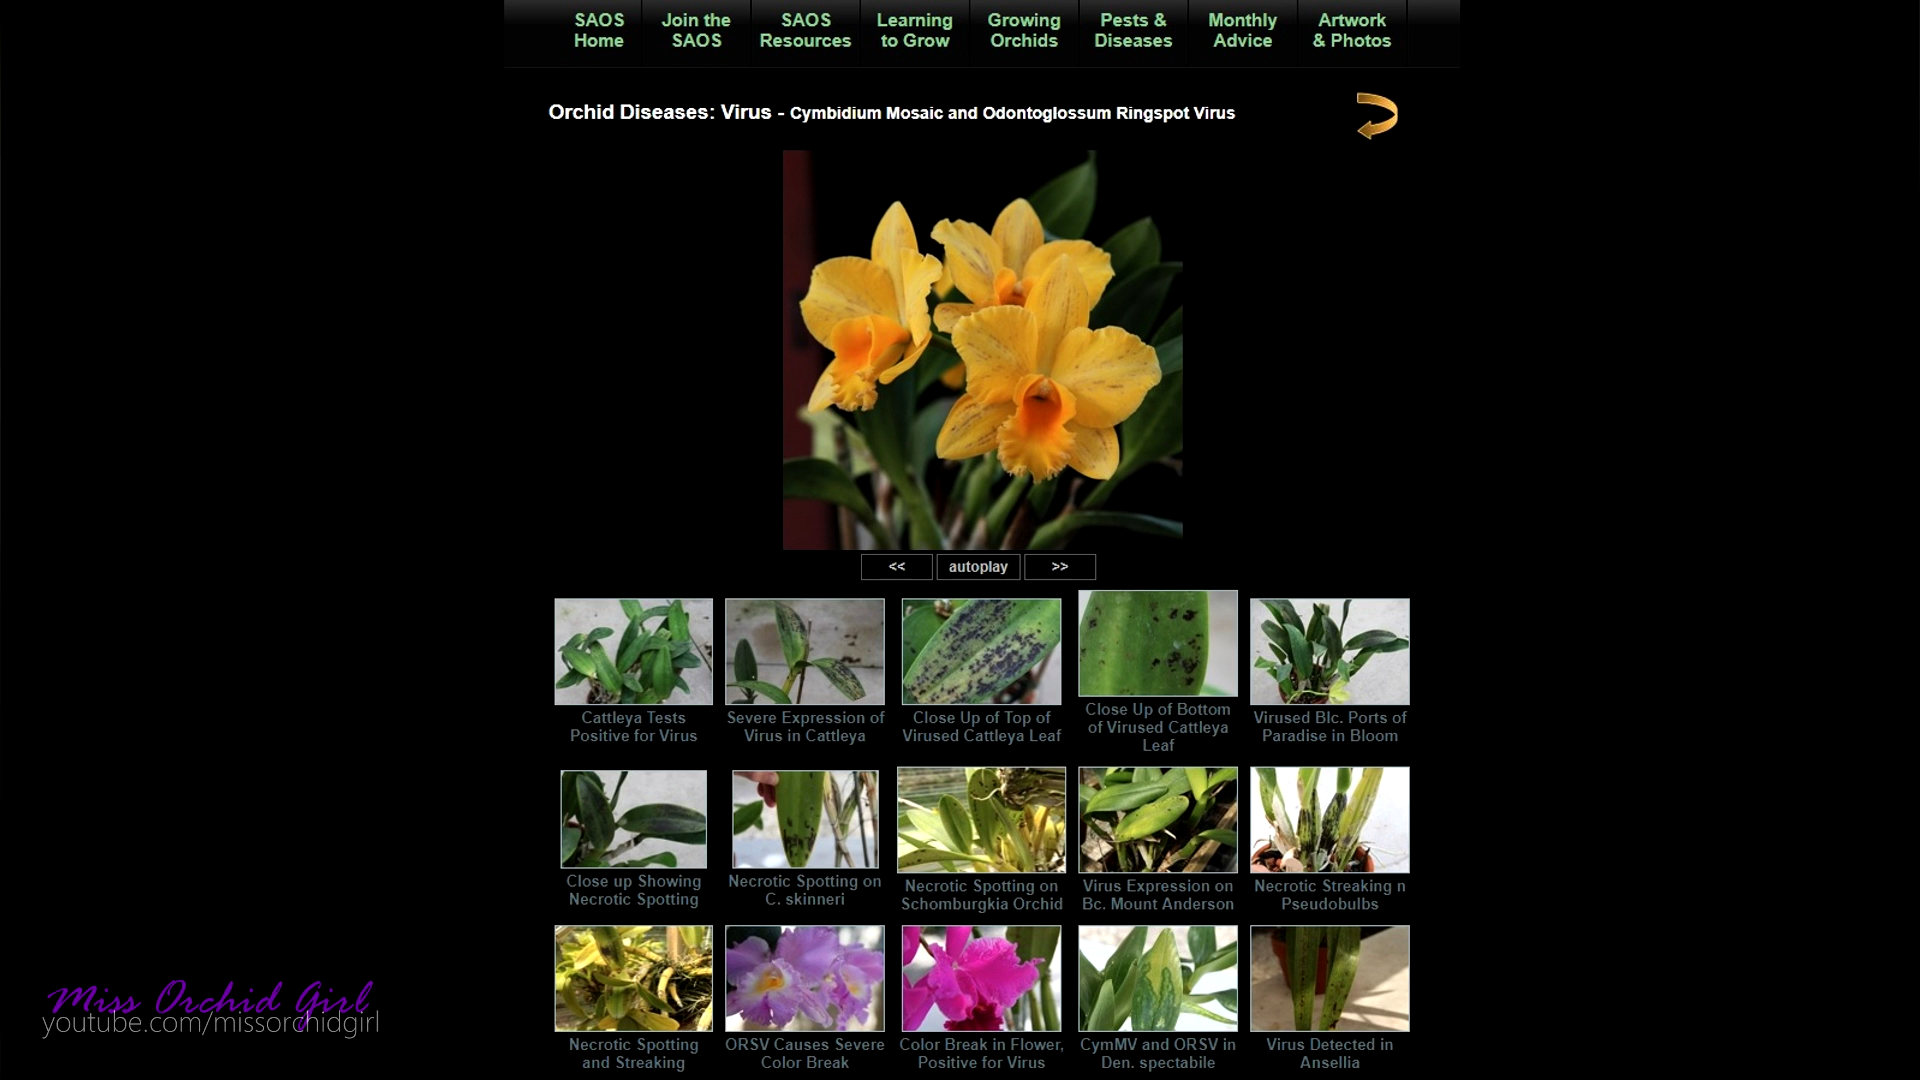 SAOS
Home
Join the
SAOS
SAOS
Resources
Learning
to Grow
Growing
Orchids
Pests &
Diseases
Monthly
Advice
Artwork
& Photos
Orchid Diseases: Virus - Cymbidium Mosaic and Odontoglossum Ringspot Virus
<<
autoplay
>>
Cattleya Tests
Positive for Virus
Severe Expression of
Virus in Cattleya
Close Up of Top of
Virused Cattleya Leaf
Close Up of Bottom
of Virused Cattleya
Leaf
Virused Blc. Ports of
Paradise in Bloom
Close up Showing
Necrotic Spotting
Necrotic Spotting on
C. skinneri
Necrotic Spotting on
Schomburgkia Orchid
Virus Expression on
Bc. Mount Anderson
Necrotic Streaking n
Pseudobulbs
Necrotic Spotting
and Streaking
ORSV Causes Severe
Color Break
Color Break in Flower,
Positive for Virus
CymMV and ORSV in
Den. spectabile
Virus Detected in
Ansellia
Miss Orchid Girl
youtube.com/missorchidgirl